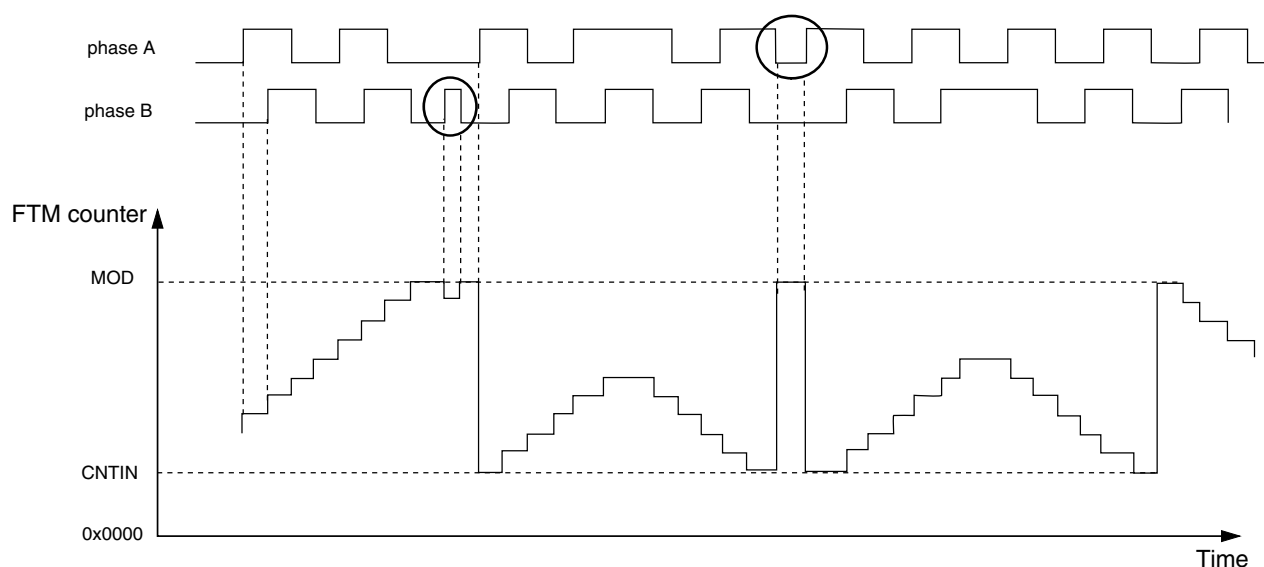 phase A
phase B
FTM counter
MOD
CNTIN
0x0000
Time